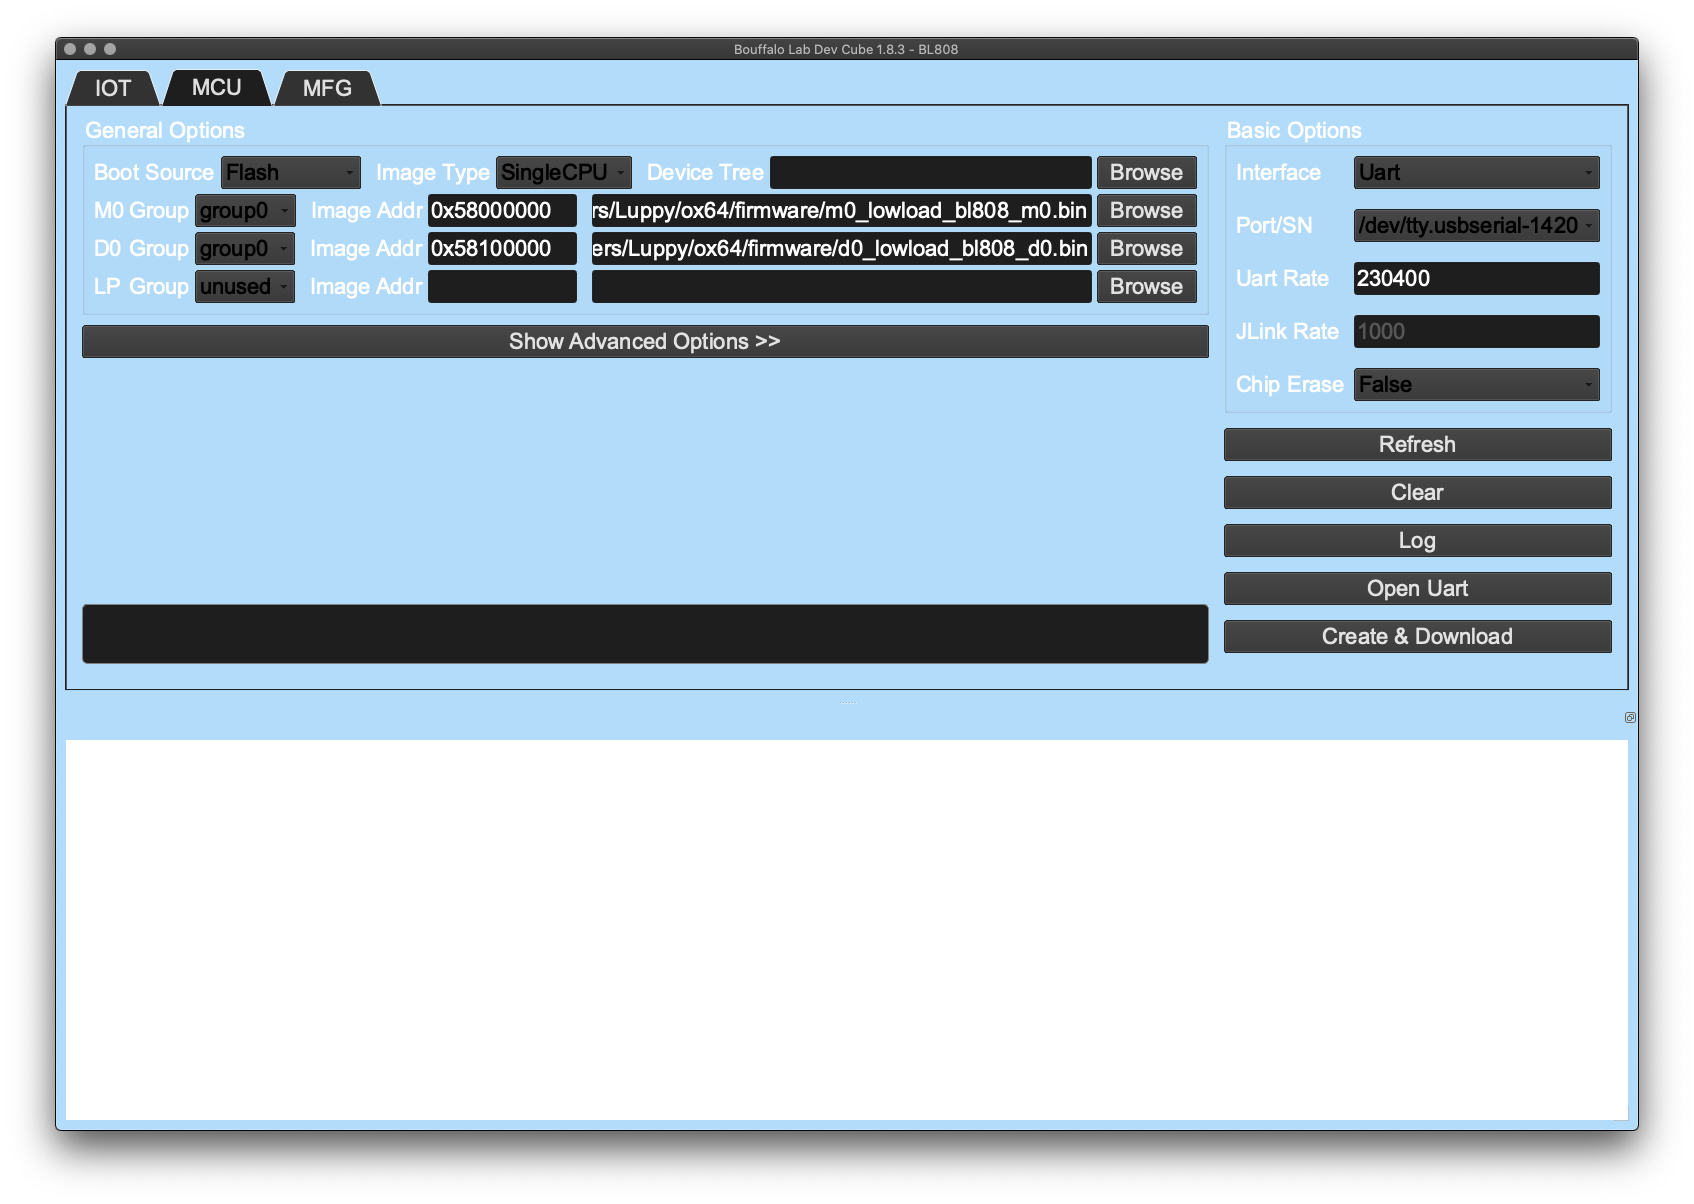 Bouffalo Lab Dev Cube 1.8.3 - BL808
IOT MCU MFG
General Options
Boot Source Flash Image Type SingleCPU Device Tree Browse
M0 Group group0 Image Addr 0x58000000 rs/Luppy/ox64/firmware/m0_lowload_bl808_m0.bin Browse
D0 Group group0 Image Addr 0x58100000 ers/Luppy/ox64/firmware/d0_lowload_bl808_d0.bin Browse
LP Group unused Image Addr Browse
Show Advanced Options >>
Basic Options
Interface Uart
Port/SN /dev/tty.usbserial-1420
Uart Rate 230400
JLink Rate 1000
Chip Erase False
Refresh
Clear
Log
Open Uart
Create & Download